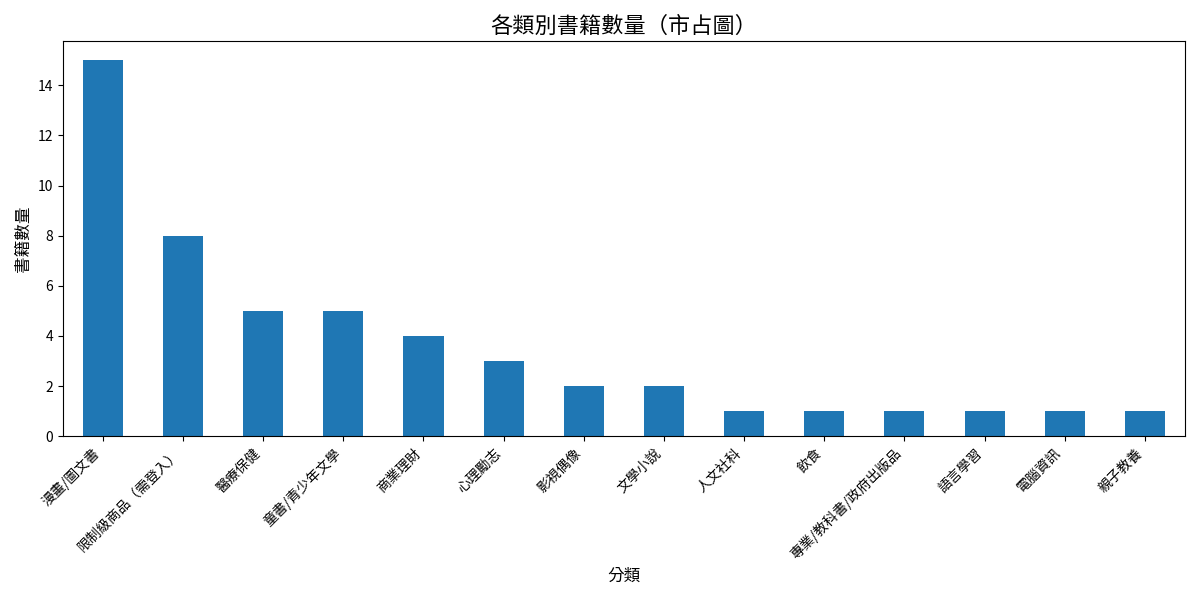 各類別書籍數量（市占圖）
書籍數量
14
12
10
8
6
4
2
0
漫畫/圖文書
限制級商品（需登入）
醫療保健
童書/青少年文學
商業理財
心理勵志
影視偶像
文學小說
人文社科
飲食
專業/教科書/政府出版品
語言學習
電腦資訊
親子教養
分類